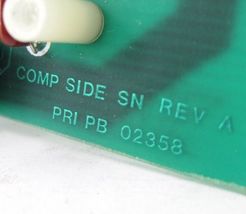 COMP SIDE SN REV A
PRI PB 02358